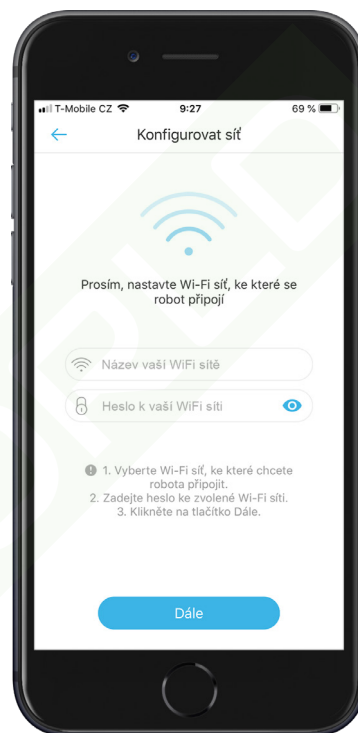 T-Mobile CZ 9:27 69 %
Konfigurovat síť
Prosím, nastavte Wi-Fi síť, ke které se
robot připojí
Název vaší WiFi sítě
Heslo k vaší WiFi síti
1. Vyberte Wi-Fi síť, ke které chcete
robota připojit.
2. Zadejte heslo ke zvolené Wi-Fi síti.
3. Klikněte na tlačítko Dále.
Dále